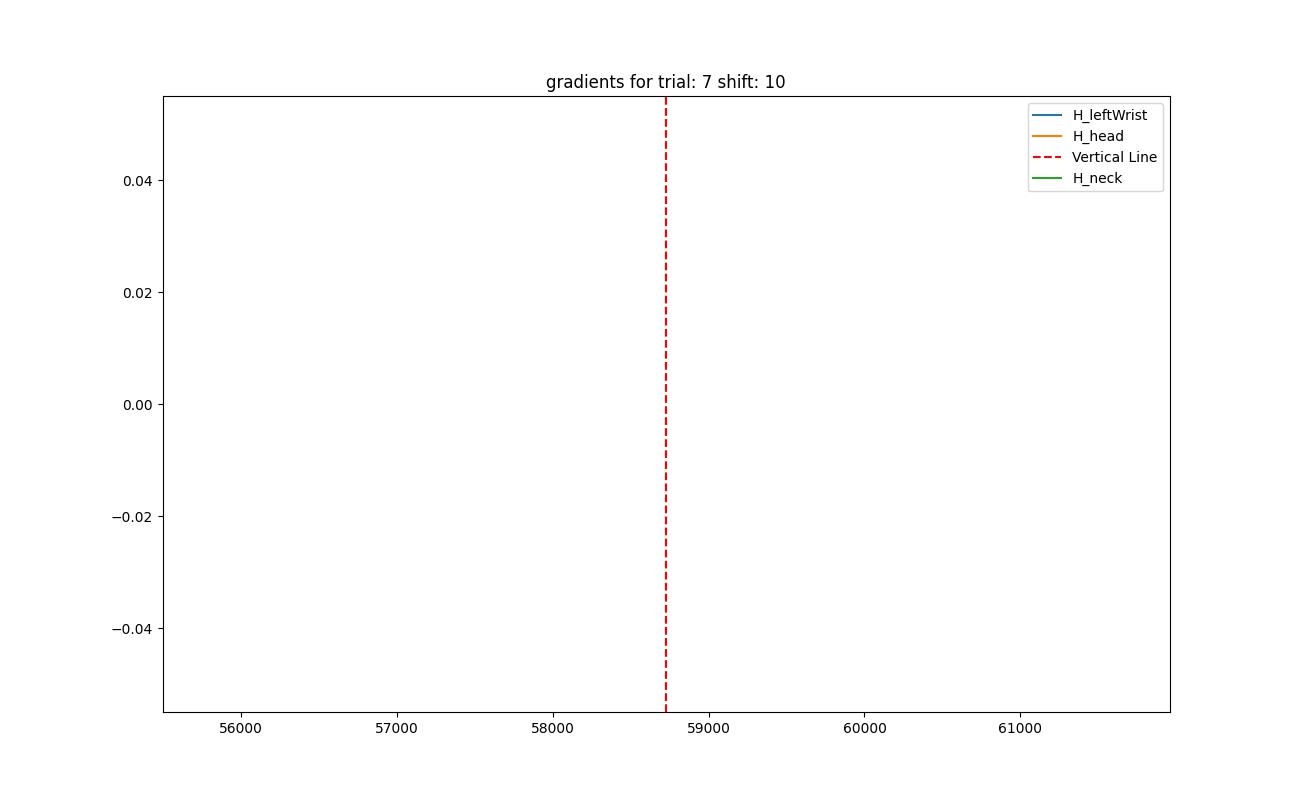 gradients for trial: 7 shift: 10
H_leftWrist
H_head
Vertical Line
H_neck
0.04
0.02
0.00
−0.02
−0.04
56000 57000 58000 59000 60000 61000